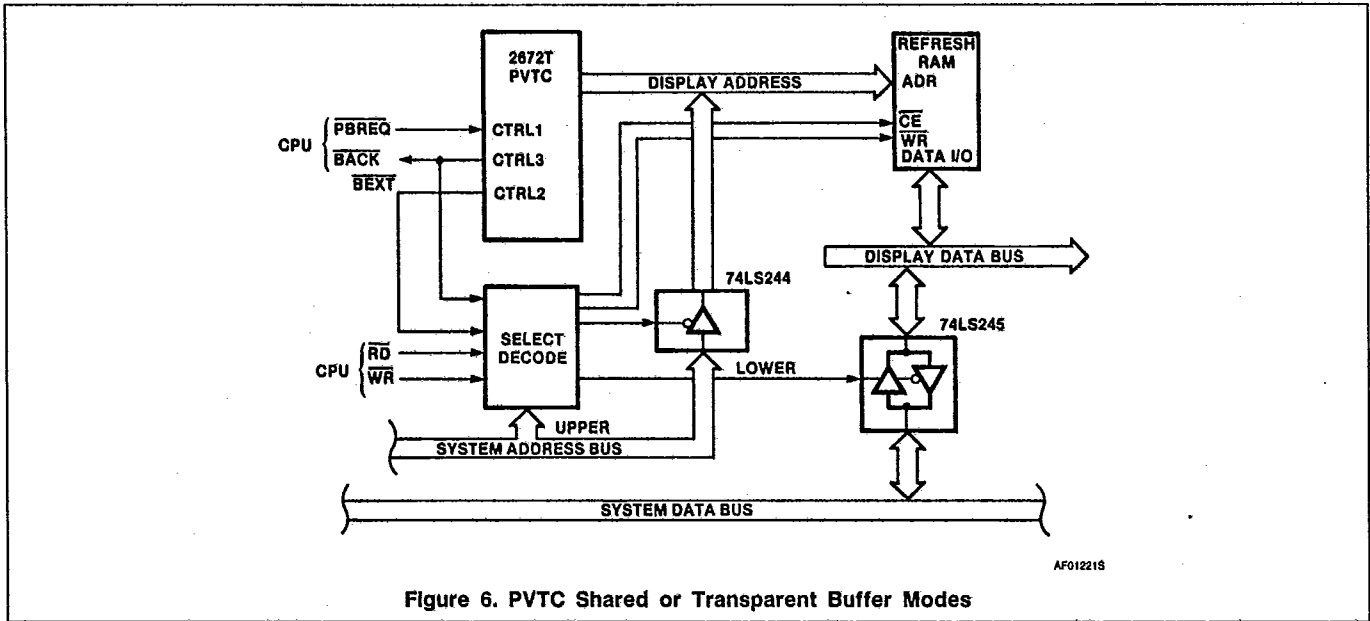 2672T
PVTC
REFRESH
RAM
ADR
DISPLAY ADDRESS
CPU
PBREQ
CTRL1
CE
WR
BACK
CTRL3
DATA I/O
BEXT
CTRL2
DISPLAY DATA BUS
74LS244
74LS245
SELECT
DECODE
CPU
RD
WR
LOWER
UPPER
SYSTEM ADDRESS BUS
SYSTEM DATA BUS
AF01221S
Figure 6. PVTC Shared or Transparent Buffer Modes